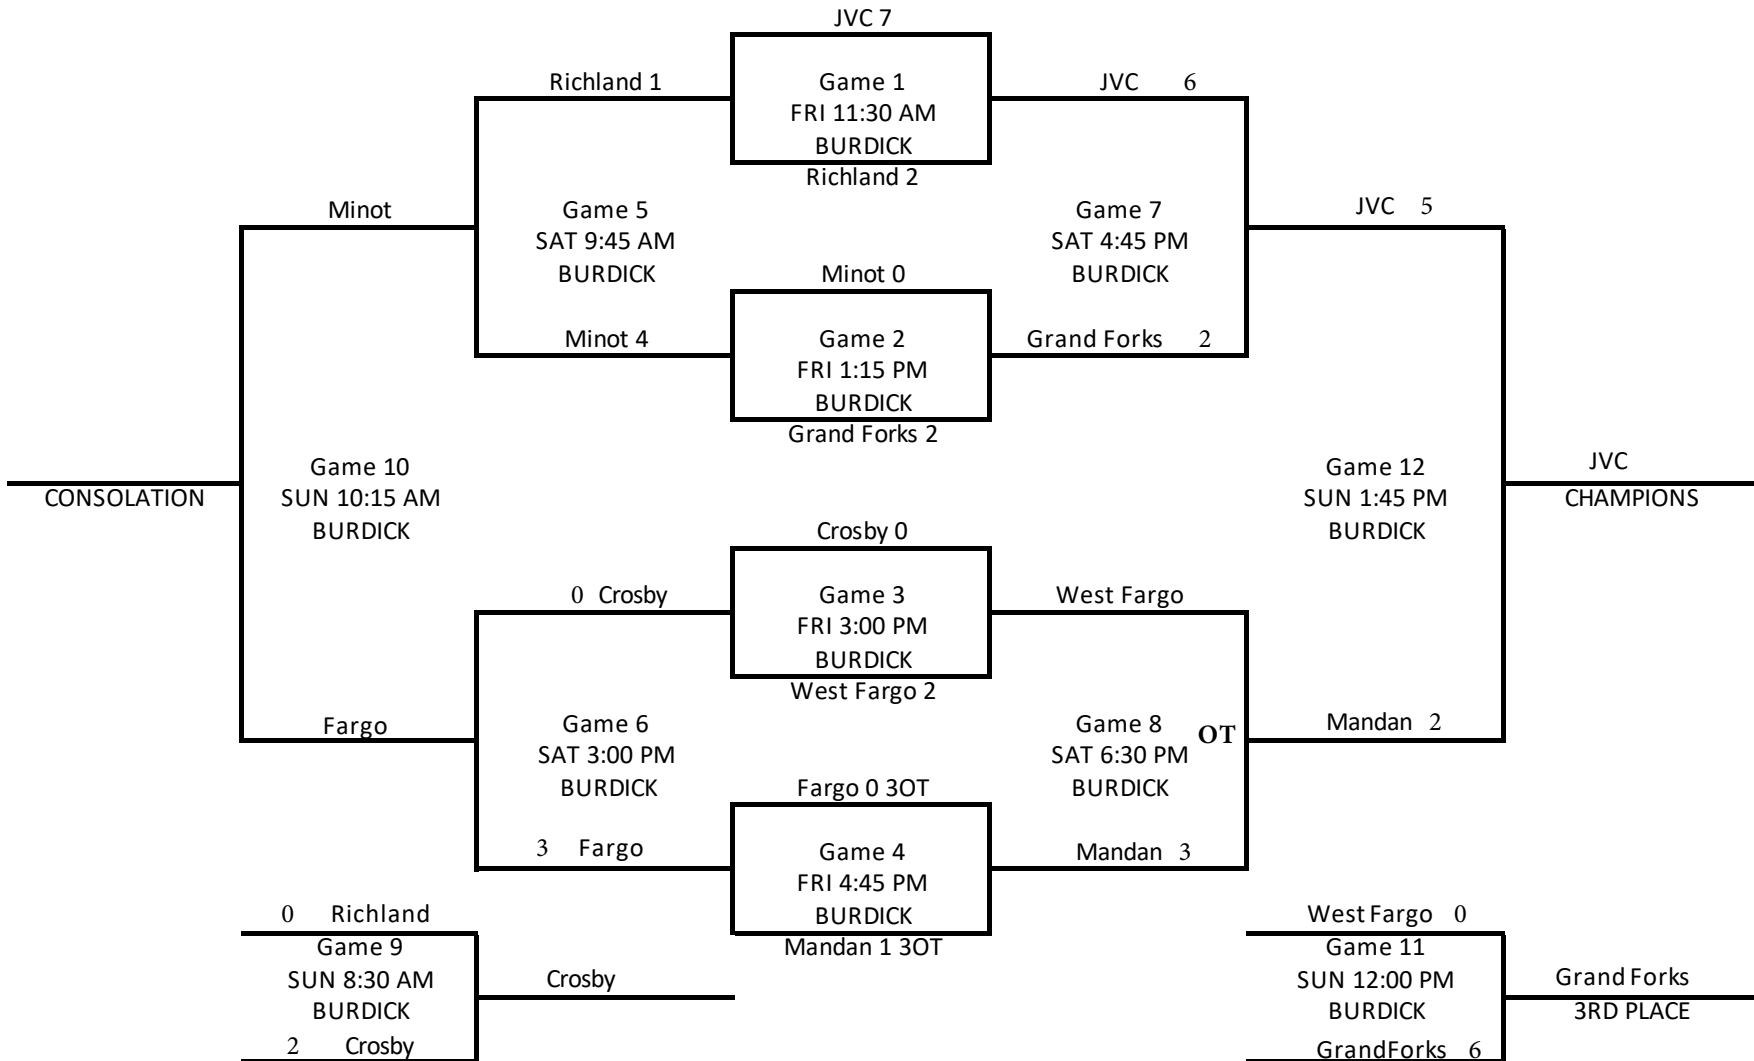 JVC 7
Richland 1
Game 1
FRI 11:30 AM
BURDICK
Richland 2
JVC 6
Minot
Game 5
SAT 9:45 AM
BURDICK
Game 7
SAT 4:45 PM
BURDICK
JVC 5
Minot 0
Minot 4
Game 2
FRI 1:15 PM
BURDICK
Grand Forks 2
Grand Forks 2
CONSOLATION
Game 10
SUN 10:15 AM
BURDICK
Game 12
SUN 1:45 PM
BURDICK
JVC
CHAMPIONS
Crosby 0
0 Crosby
Game 3
FRI 3:00 PM
BURDICK
West Fargo 2
West Fargo
Fargo
Game 6
SAT 3:00 PM
BURDICK
Game 8
SAT 6:30 PM
BURDICK
OT
Mandan 2
Fargo 0 3OT
3 Fargo
Game 4
FRI 4:45 PM
BURDICK
Mandan 1 3OT
Mandan 3
0 Richland
Game 9
SUN 8:30 AM
BURDICK
2 Crosby
Crosby
West Fargo 0
Game 11
SUN 12:00 PM
BURDICK
GrandForks 6
Grand Forks
3RD PLACE